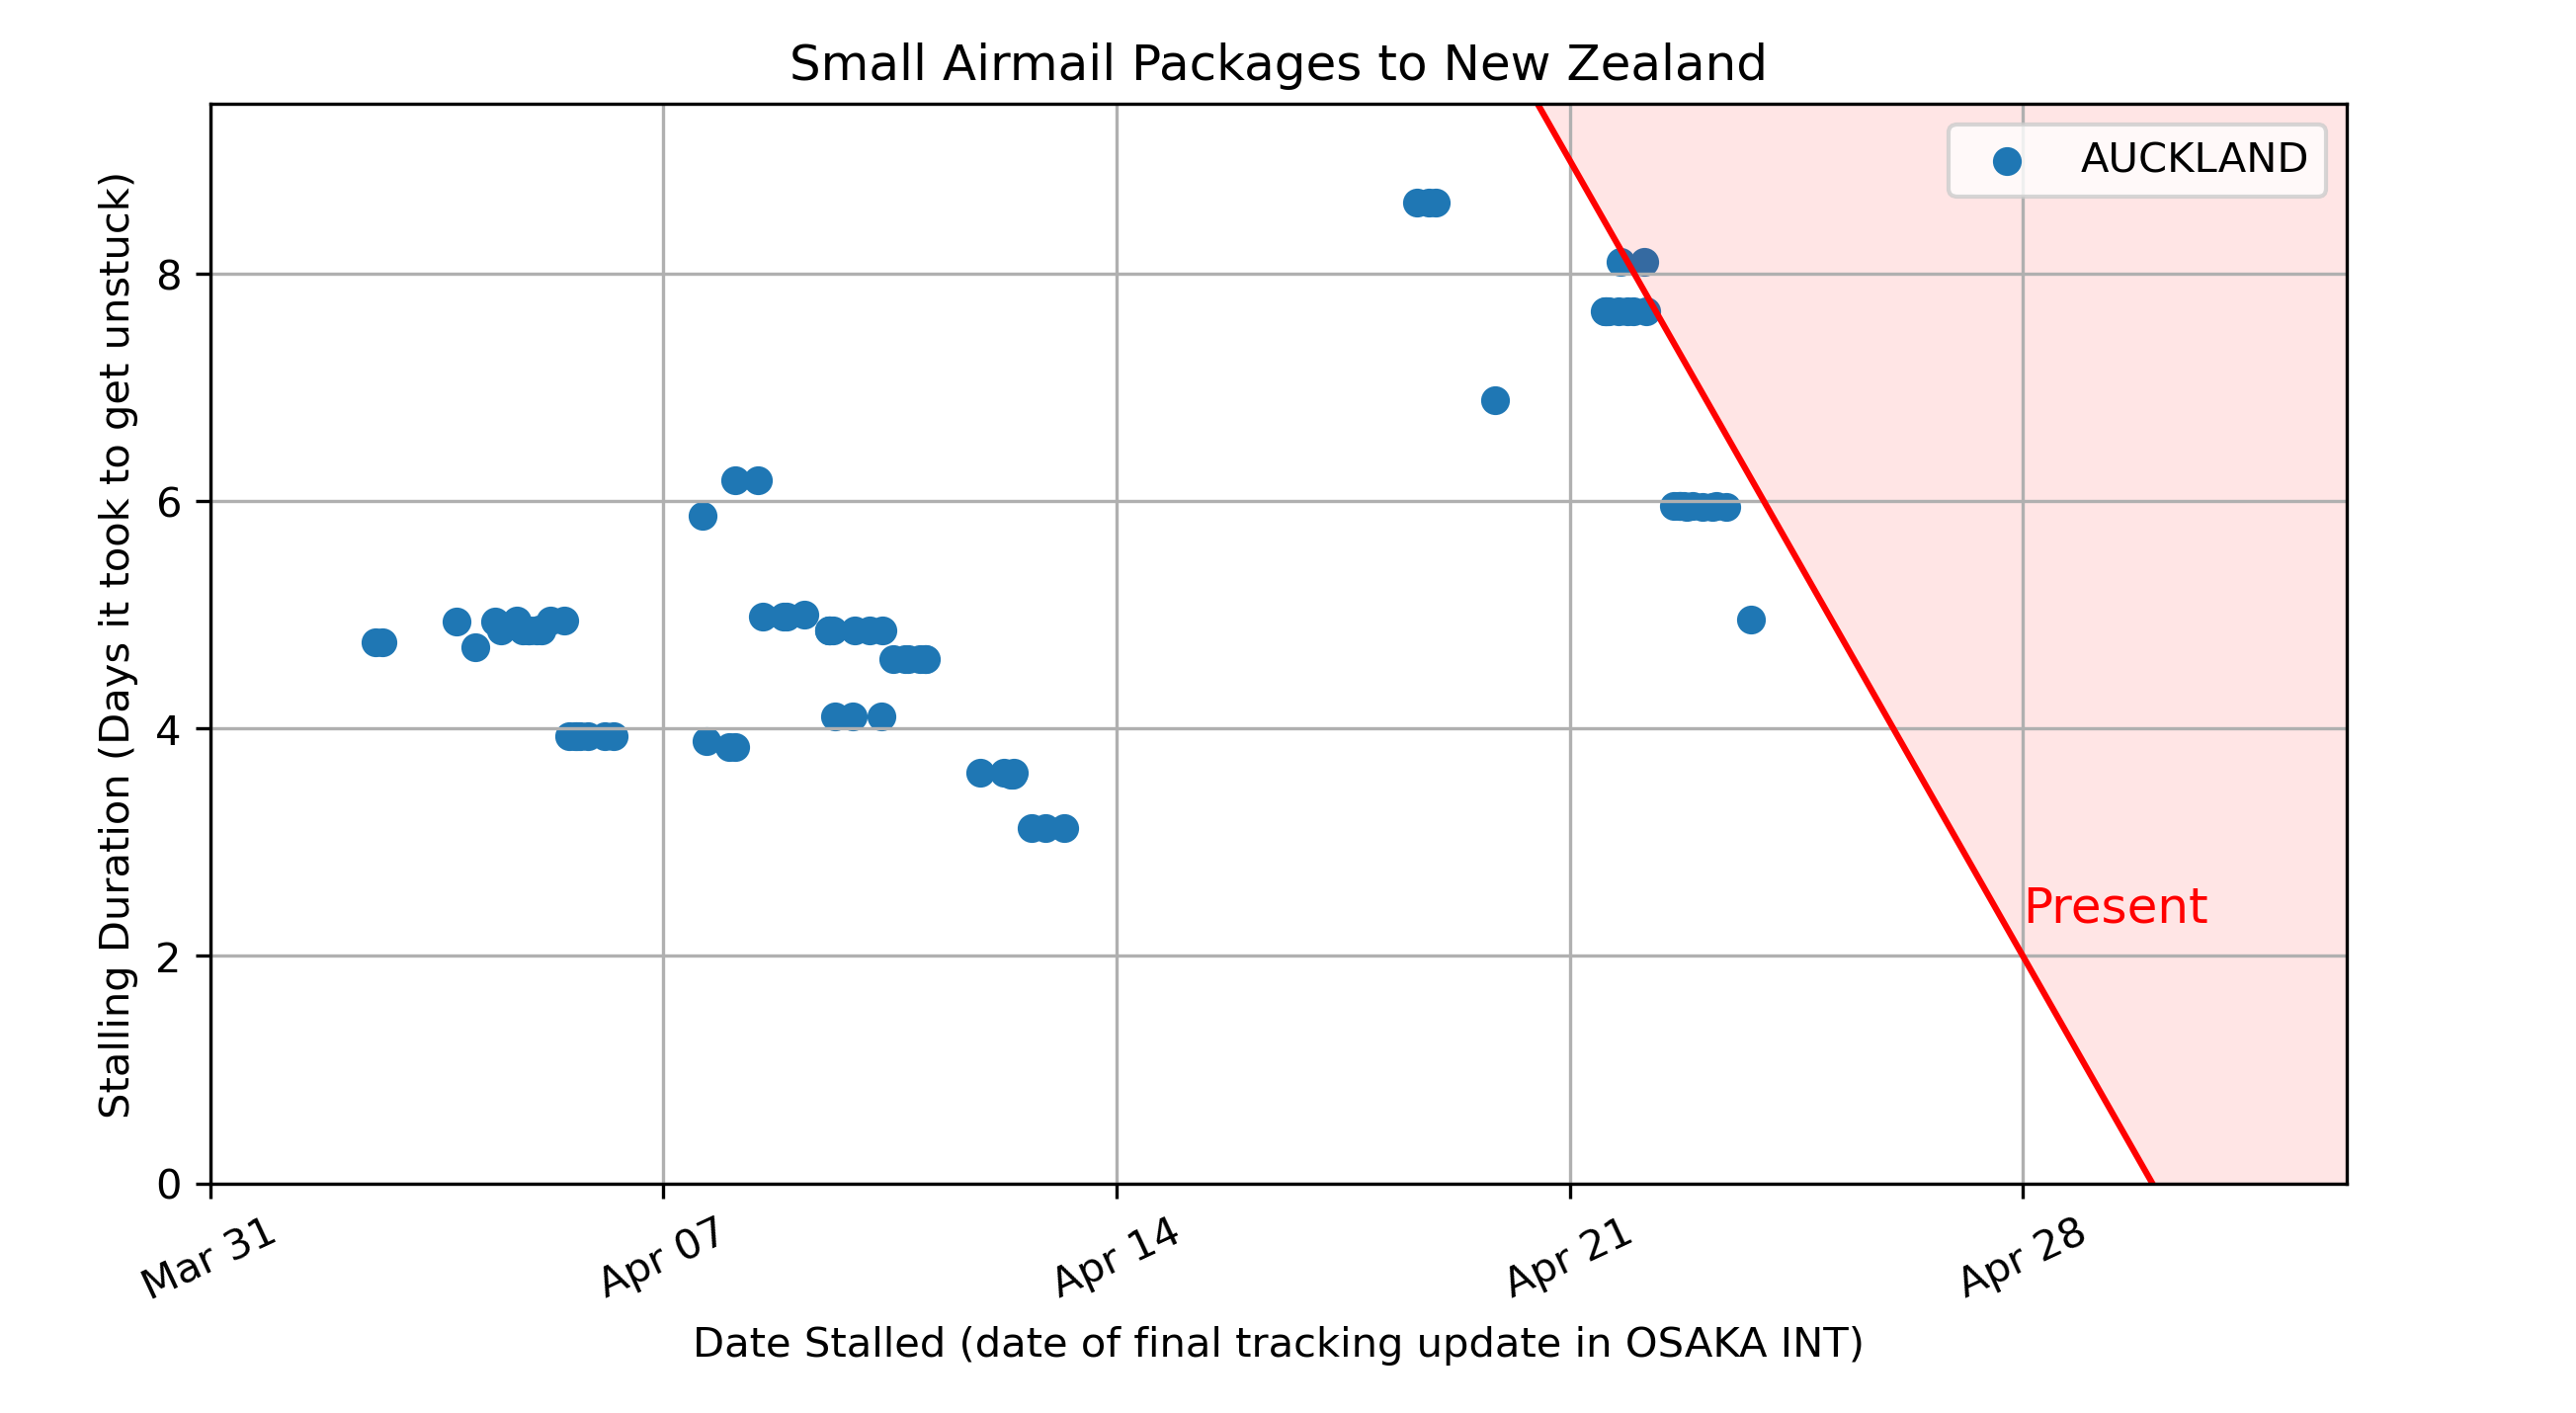 Small Airmail Packages to New Zealand
AUCKLAND
Stalling Duration (Days it took to get unstuck)
8
6
4
2
0
Present
Mar 31
Apr 07
Apr 14
Apr 21
Apr 28
Date Stalled (date of final tracking update in OSAKA INT)